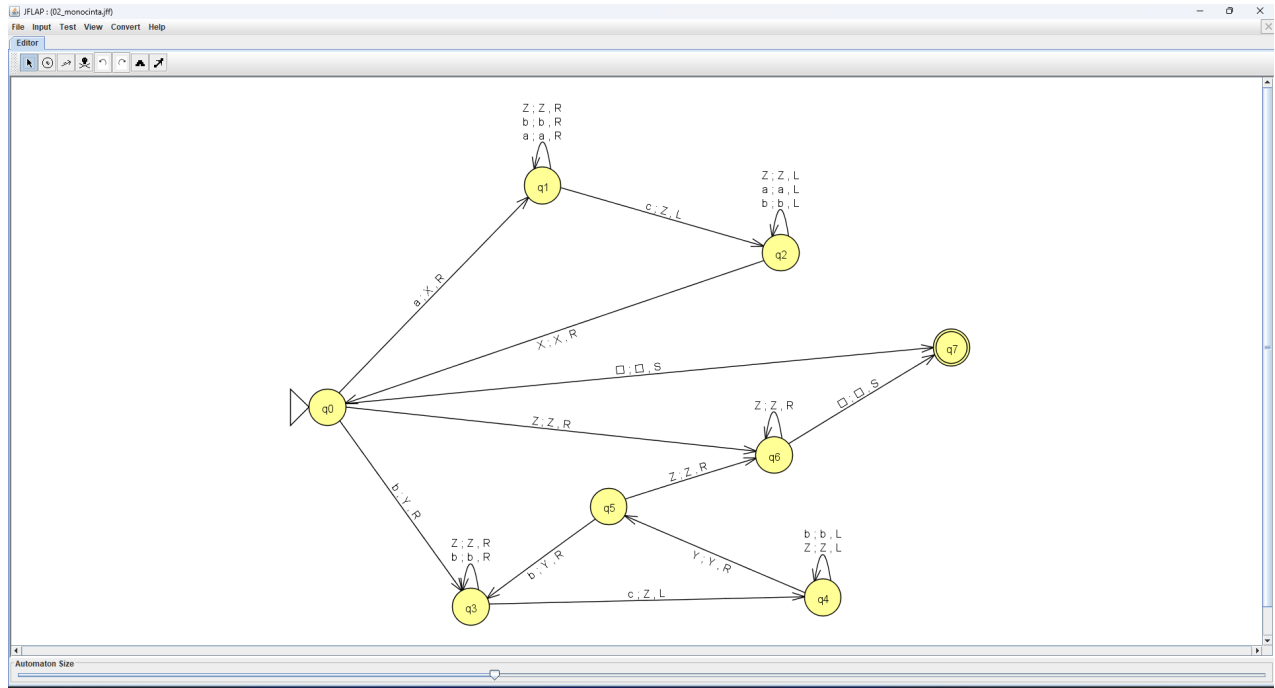 JFLAP : (02_monocinta.jff)
File Input Test View Convert Help
Editor
Z ; Z , R
b ; b , R
a ; a , R
q1
Z ; Z , L
a ; a , L
b ; b , L
c ; Z , L
q2
a ; X , R
X ; X , R
q7
□ ; □ , S
□ ; □ , S
q0
Z ; Z , R
Z ; Z , R
q6
Z ; Z , R
b ; Y , R
q5
b ; b , L
Z ; Z , L
Z ; Z , R
b ; b , R
b ; Y , R
Y ; Y , R
c ; Z , L
q3
q4
Automaton Size